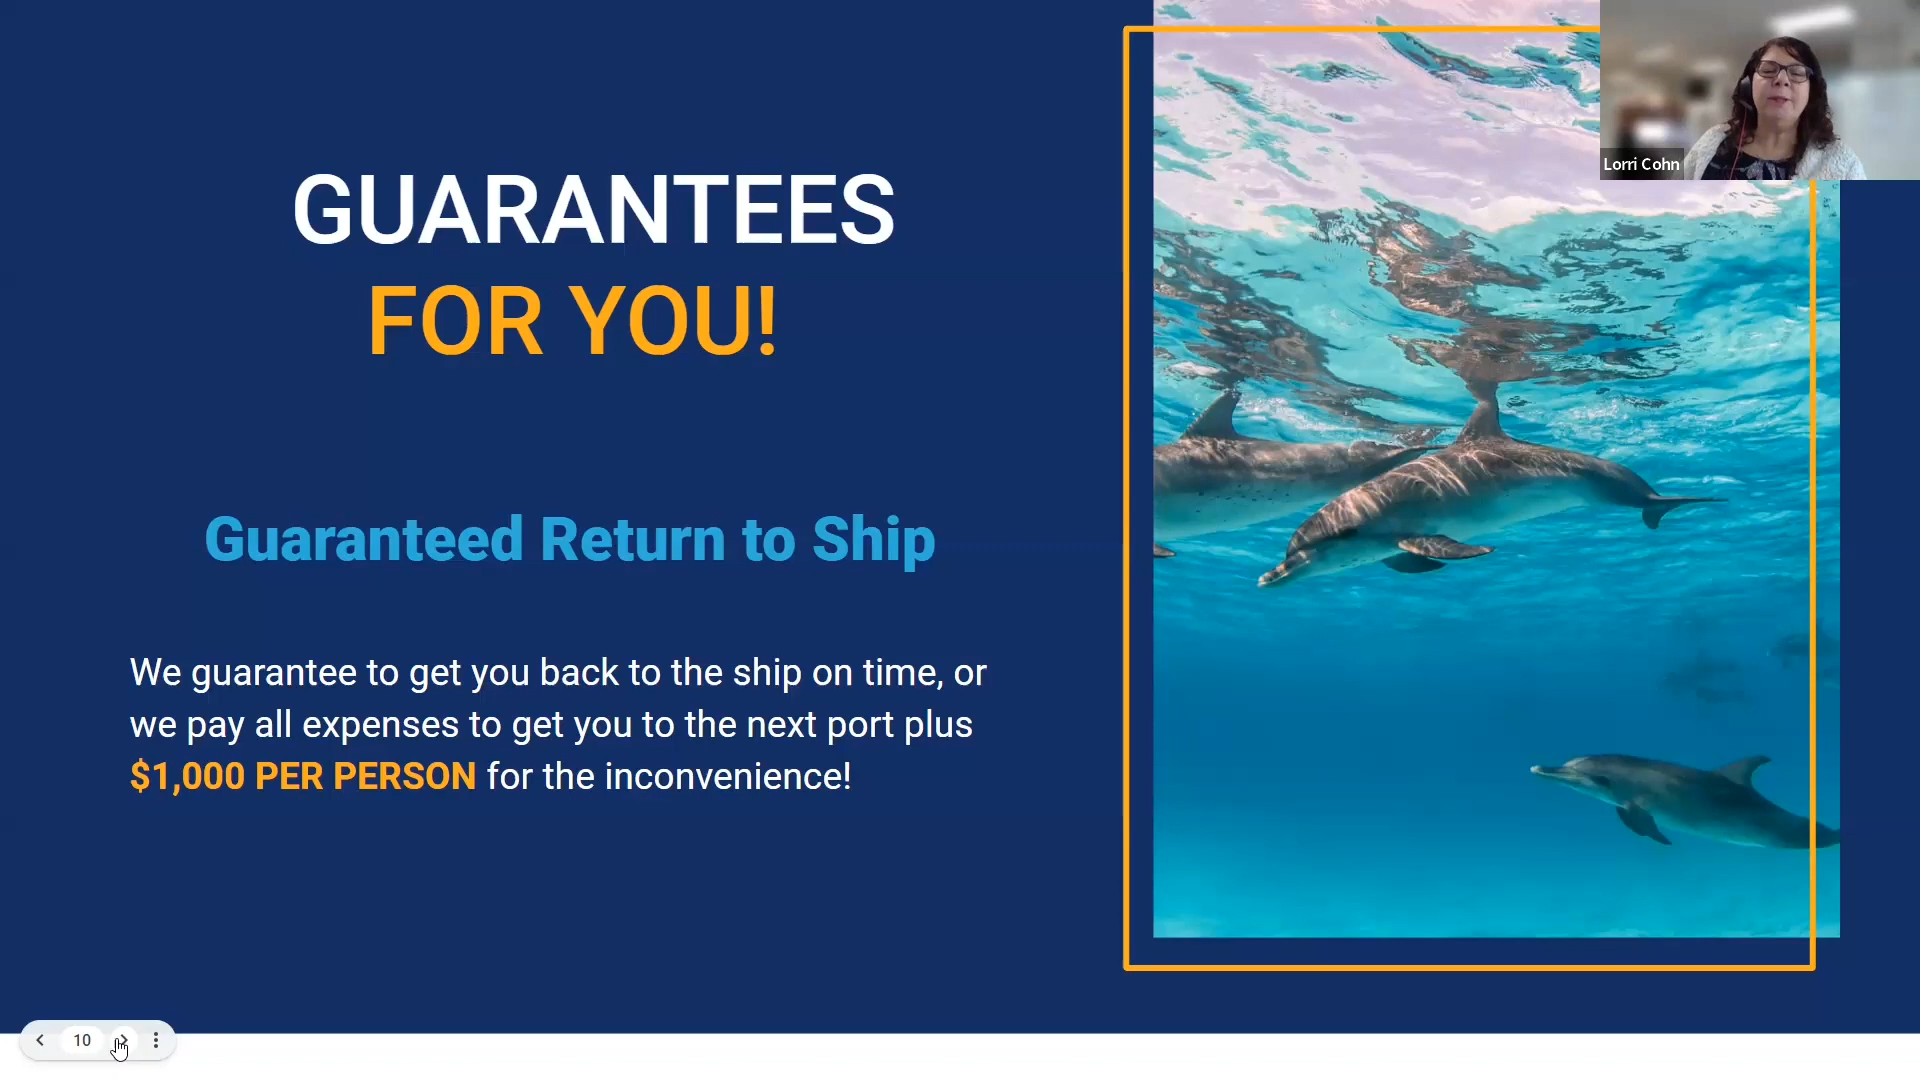 GUARANTEES
FOR YOU!
Guaranteed Return to Ship
We guarantee to get you back to the ship on time, or
we pay all expenses to get you to the next port plus
$1,000 PER PERSON for the inconvenience!
Lorri Cohn
10